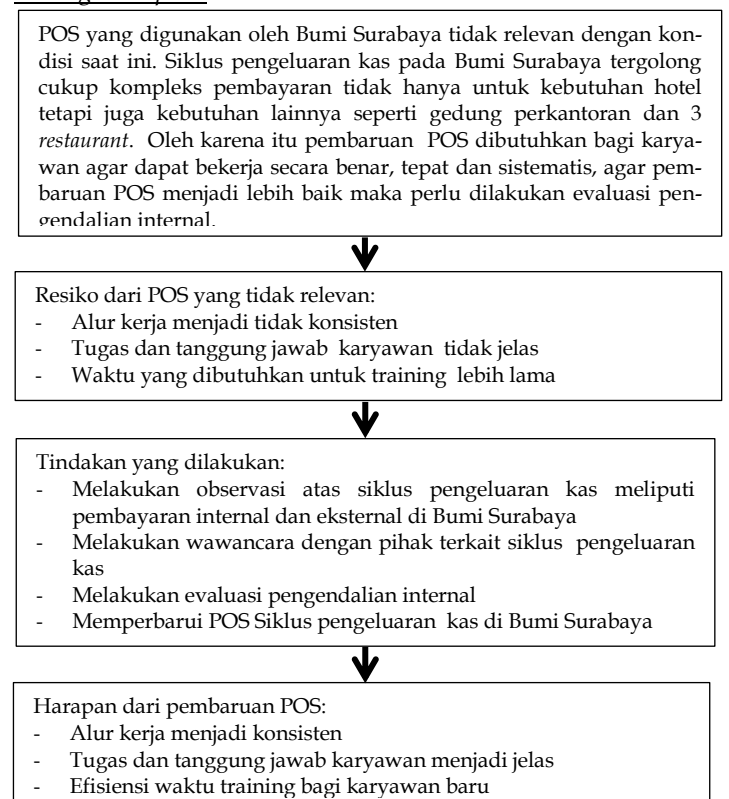 POS yang digunakan oleh Bumi Surabaya tidak relevan dengan kon-
disi saat ini. Siklus pengeluaran kas pada Bumi Surabaya tergolong
cukup kompleks pembayaran tidak hanya untuk kebutuhan hotel
tetapi juga kebutuhan lainnya seperti gedung perkantoran dan 3
restaurant. Oleh karena itu pembaruan POS dibutuhkan bagi karya-
wan agar dapat bekerja secara benar, tepat dan sistematis, agar pem-
baruan POS menjadi lebih baik maka perlu dilakukan evaluasi pen-
gendalian internal.
Resiko dari POS yang tidak relevan:
- Alur kerja menjadi tidak konsisten
- Tugas dan tanggung jawab karyawan tidak jelas
- Waktu yang dibutuhkan untuk training lebih lama
Tindakan yang dilakukan:
- Melakukan observasi atas siklus pengeluaran kas meliputi
pembayaran internal dan eksternal di Bumi Surabaya
- Melakukan wawancara dengan pihak terkait siklus pengeluaran
kas
- Melakukan evaluasi pengendalian internal
- Memperbarui POS Siklus pengeluaran kas di Bumi Surabaya
Harapan dari pembaruan POS:
- Alur kerja menjadi konsisten
- Tugas dan tanggung jawab karyawan menjadi jelas
- Efisiensi waktu training bagi karyawan baru